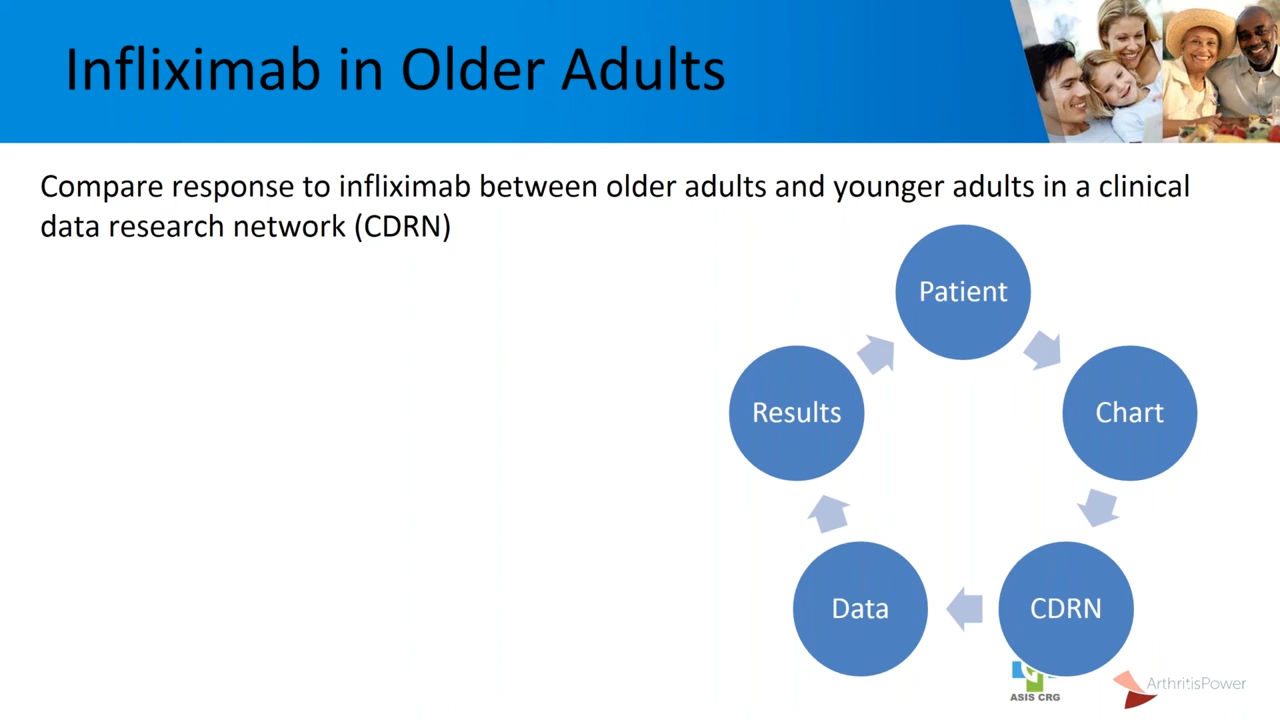 Infliximab in Older Adults
Compare response to infliximab between older adults and younger adults in a clinical
data research network (CDRN)
Patient
Chart
CDRN
Data
Results
ASIS CRG
ArthritisPower